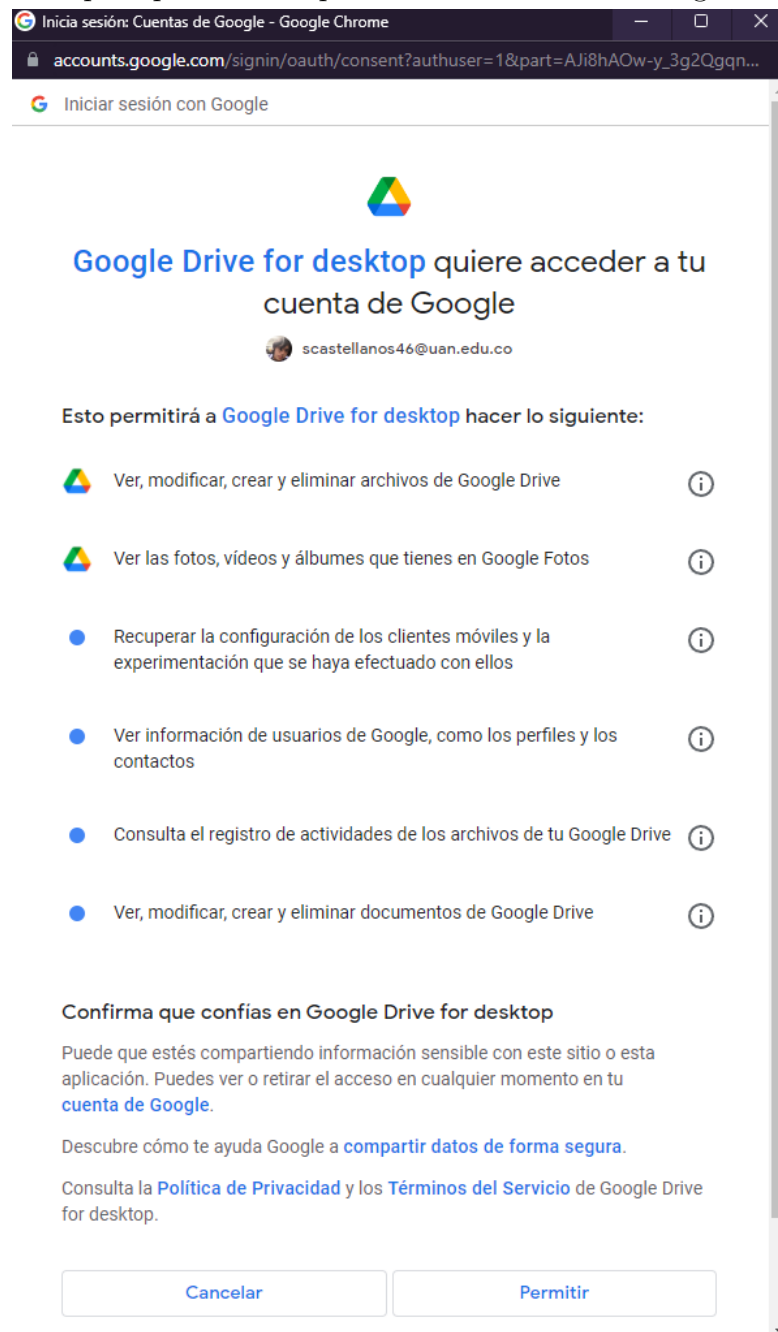 Inicia sesión: Cuentas de Google - Google Chrome
accounts.google.com/signin/oauth/consent?authuser=1&part=AJi8hAOw-y_3g2Qgqn...
Iniciar sesión con Google
Google Drive for desktop quiere acceder a tu
cuenta de Google
scastellanos46@uan.edu.co
Esto permitirá a Google Drive for desktop hacer lo siguiente:
Ver, modificar, crear y eliminar archivos de Google Drive
Ver las fotos, vídeos y álbumes que tienes en Google Fotos
Recuperar la configuración de los clientes móviles y la
experimentación que se haya efectuado con ellos
Ver información de usuarios de Google, como los perfiles y los
contactos
Consulta el registro de actividades de los archivos de tu Google Drive
Ver, modificar, crear y eliminar documentos de Google Drive
Confirma que confías en Google Drive for desktop
Puede que estés compartiendo información sensible con este sitio o esta
aplicación. Puedes ver o retirar el acceso en cualquier momento en tu
cuenta de Google.
Descubre cómo te ayuda Google a compartir datos de forma segura.
Consulta la Política de Privacidad y los Términos del Servicio de Google Drive
for desktop.
Cancelar
Permitir